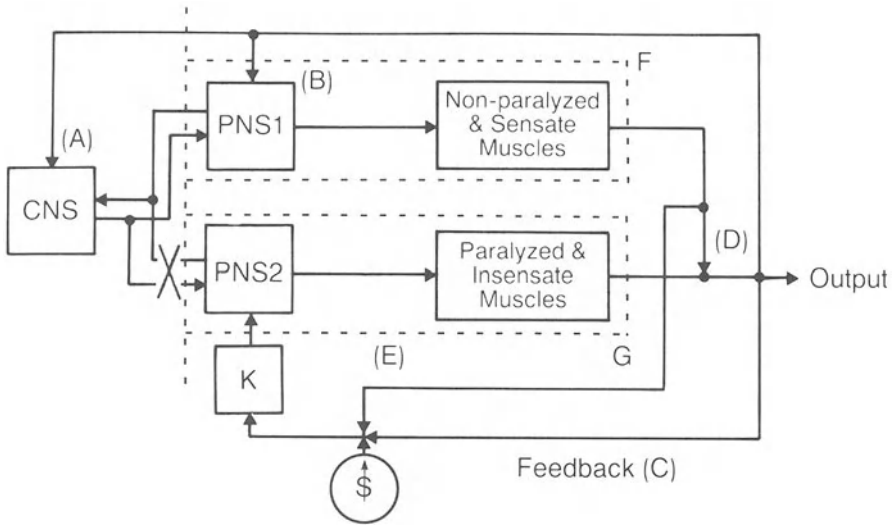 F
(B)
(A)
PNS1
Non-paralyzed
& Sensate
Muscles
CNS
(D)
PNS2
Paralyzed &
Insensate
Muscles
Output
(E)
G
K
Feedback (C)
S